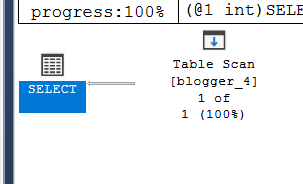 progress:100%
(@1 int)SELE
SELECT
Table Scan
[blogger_4]
1 of
1 (100%)